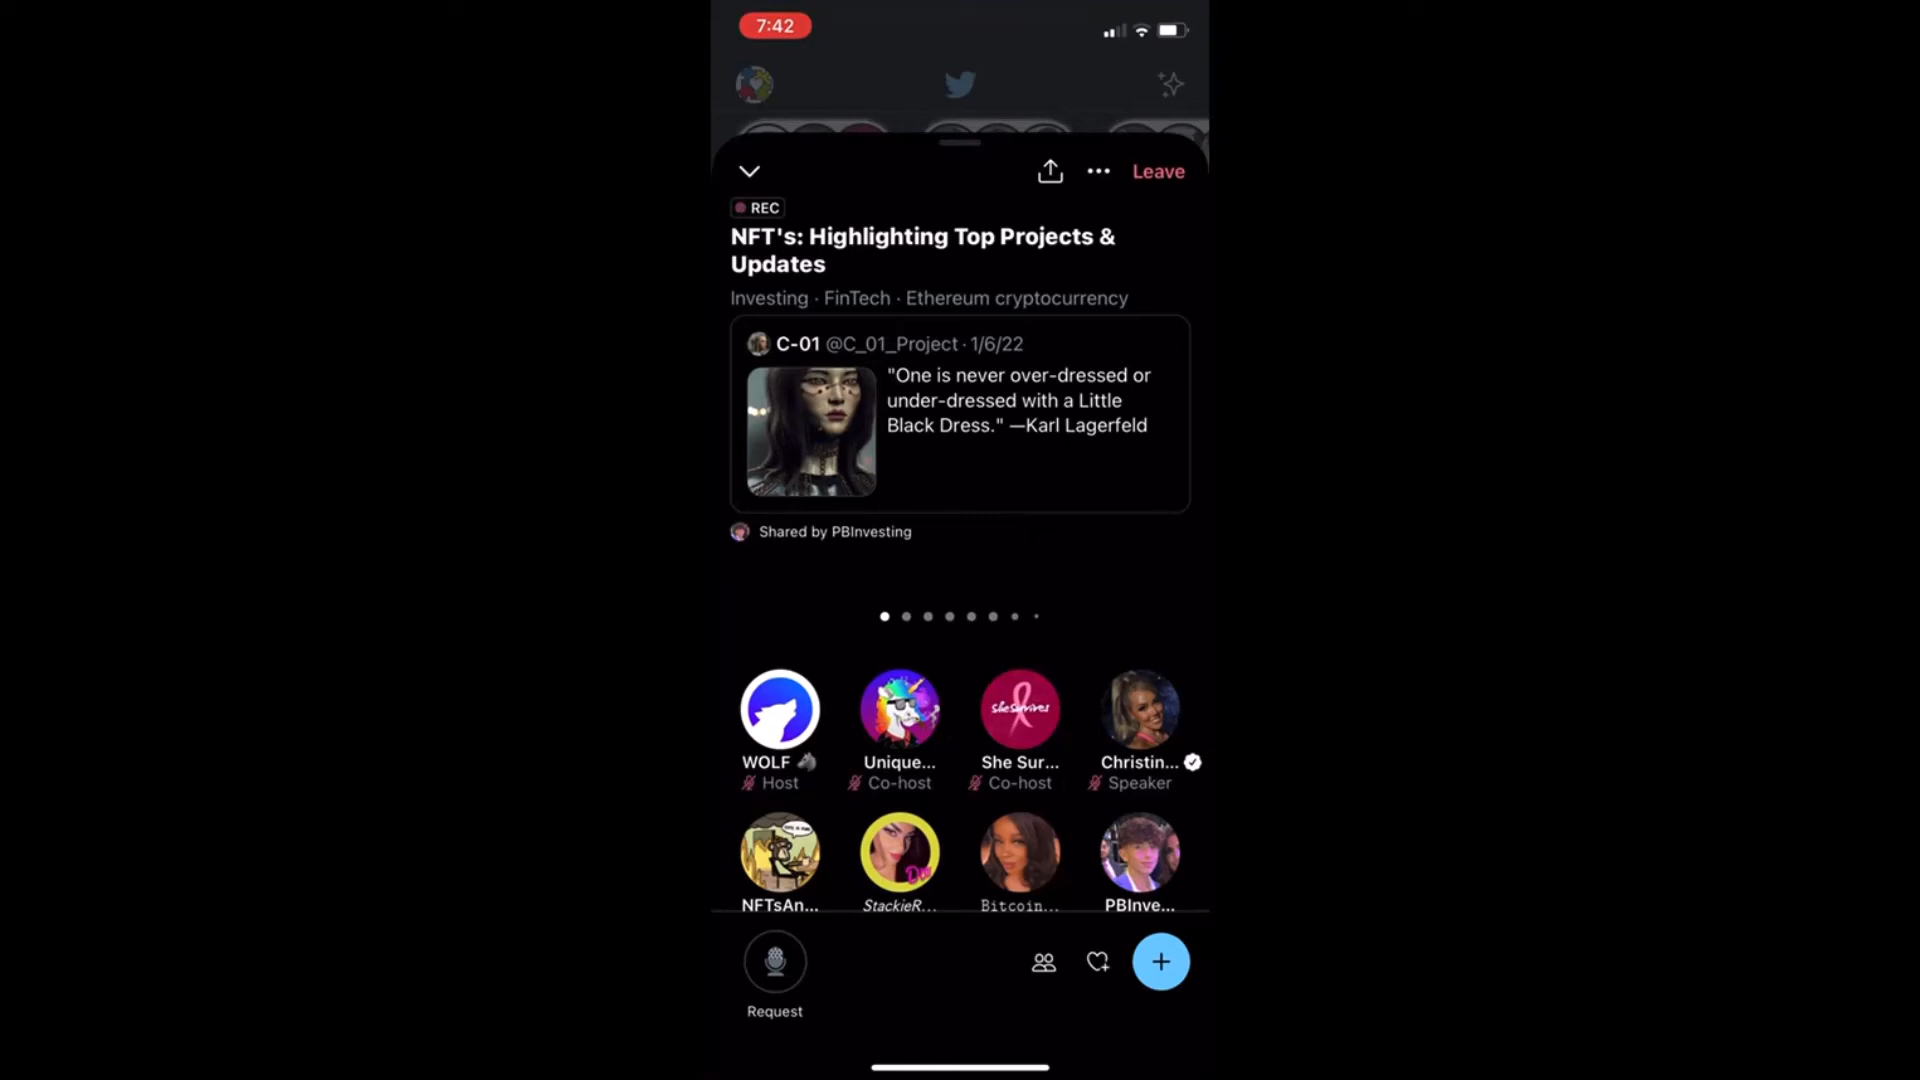 7:42
Leave
REC
NFT's: Highlighting Top Projects &
Updates
Investing · FinTech · Ethereum cryptocurrency
C-01 @C_01_Project · 1/6/22
"One is never over-dressed or
under-dressed with a Little
Black Dress." —Karl Lagerfeld
Shared by PBInvesting
SheSurvives
WOLF Unique... She Sur... Christin...
Host Co-host Co-host Speaker
NFTsAn... StackieR... Bitcoin... PBInve...
Request